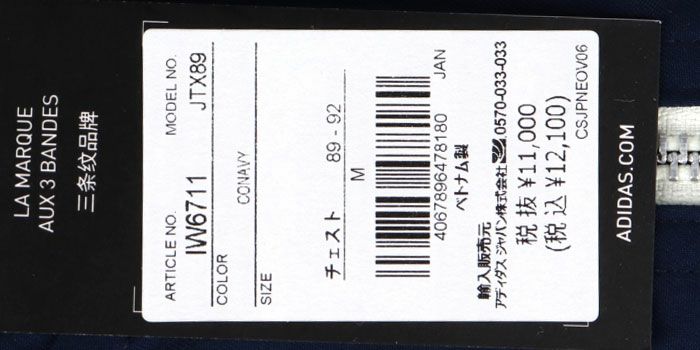 LA MARQUE
AUX 3 BANDES
三条纹品牌
ARTICLE NO.
MODEL NO.
IW6711
JTX89
COLOR
CONAVY
SIZE
チェスト 89 - 92
M
JAN
4067896478180
ベトナム製
輸入販売元
アディダス ジャパン株式会社 0570-033-033
税 抜 ¥11,000
(税 込 ¥12,100)
CSJPNEOV06
ADIDAS.COM